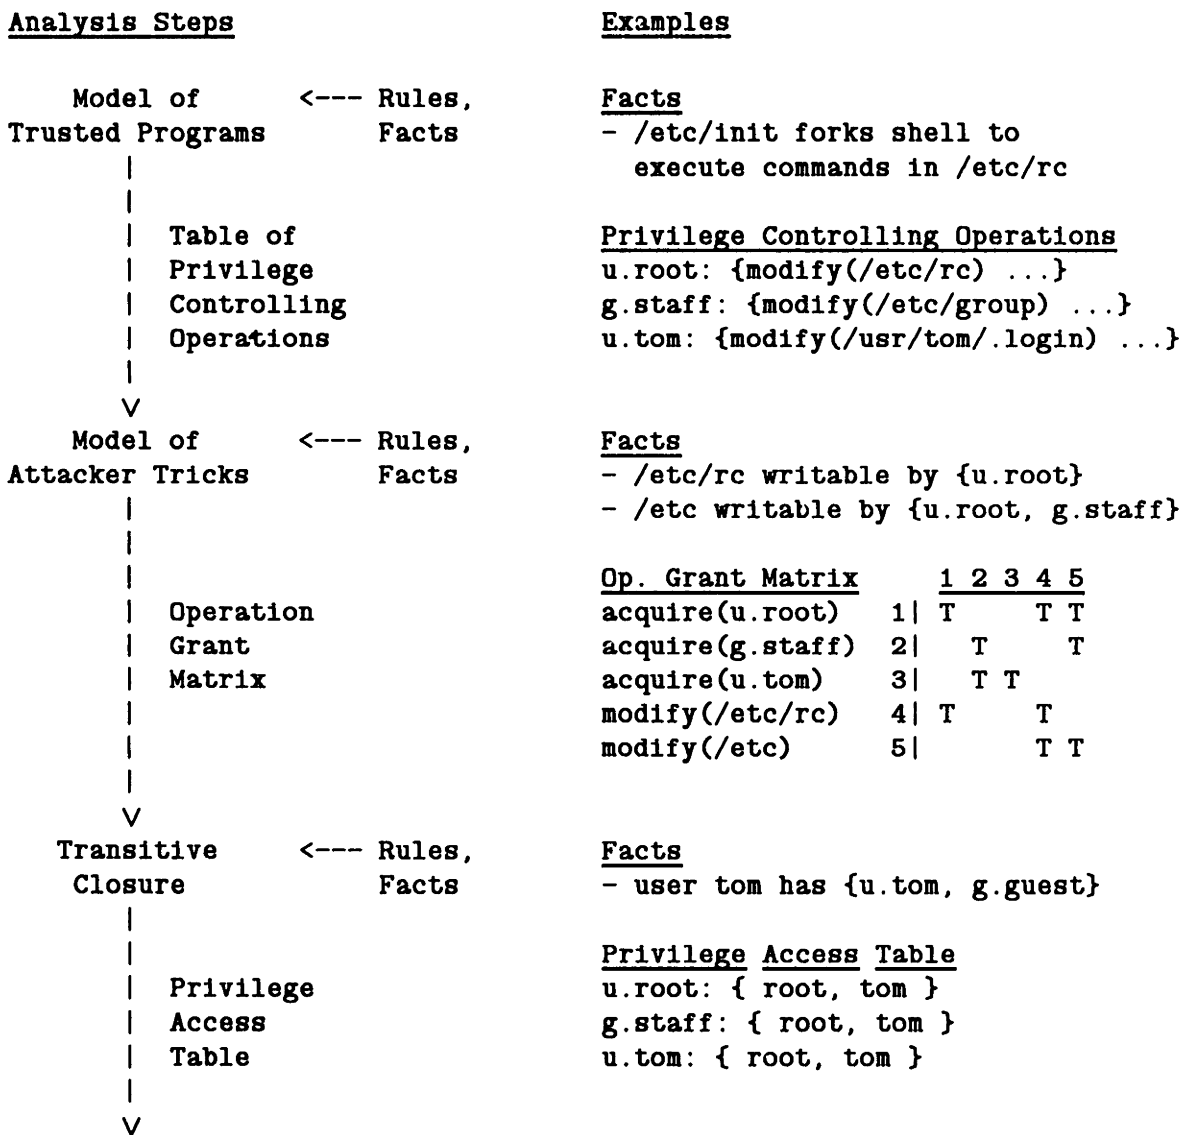 Analysis Steps                      Examples
Model of      <--- Rules,       Facts
Trusted Programs       Facts       - /etc/init forks shell to
|                                   execute commands in /etc/rc
|
|  Table of                         Privilege Controlling Operations
|  Privilege                        u.root: {modify(/etc/rc) ...}
|  Controlling                      g.staff: {modify(/etc/group) ...}
|  Operations                       u.tom: {modify(/usr/tom/.login) ...}
|
V
Model of      <--- Rules,       Facts
Attacker Tricks        Facts       - /etc/rc writable by {u.root}
|                                   - /etc writable by {u.root, g.staff}
|
|                                   Op. Grant Matrix     1 2 3 4 5
|  Operation                        acquire(u.root)   1| T     T T
|  Grant                            acquire(g.staff)  2|   T     T
|  Matrix                           acquire(u.tom)    3|   T T
|                                   modify(/etc/rc)   4| T     T
|                                   modify(/etc)      5|       T T
|
V
Transitive    <--- Rules,       Facts
Closure                Facts       - user tom has {u.tom, g.guest}
|
|                                   Privilege Access Table
|  Privilege                        u.root: { root, tom }
|  Access                           g.staff: { root, tom }
|  Table                            u.tom: { root, tom }
|
V